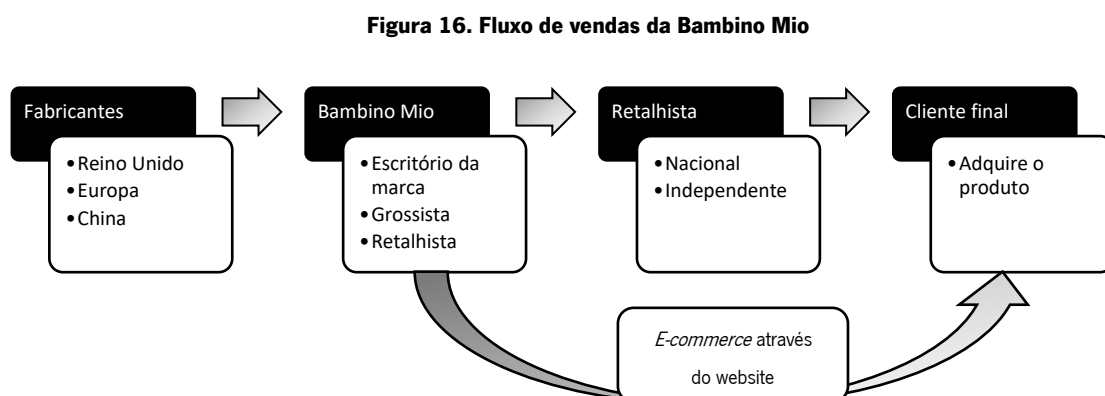 Figura 16. Fluxo de vendas da Bambino Mio
Fabricantes
•Reino Unido
•Europa
•China
Bambino Mio
•Escritório da
marca
•Grossista
•Retalhista
Retalhista
•Nacional
•Independente
Cliente final
•Adquire o
produto
E-commerce através
do website